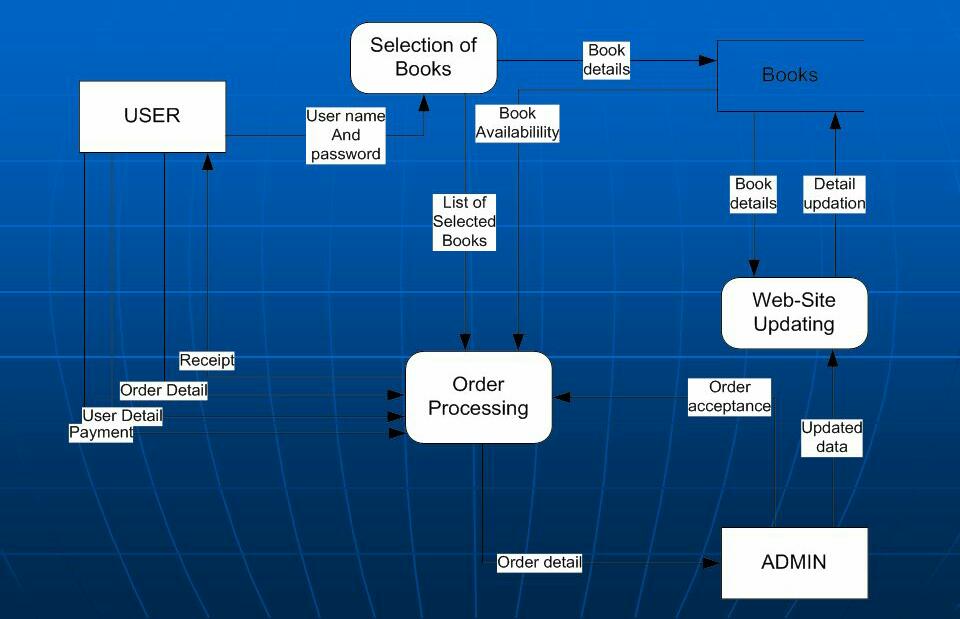 Selection of
Books
Book
details
Books
USER
User name
And
password
Book
Availabilility
List of
Selected
Books
Book
details
Detail
updation
Web-Site
Updating
Receipt
Order Detail
User Detail
Payment
Order
Processing
Order
acceptance
Updated
data
Order detail
ADMIN